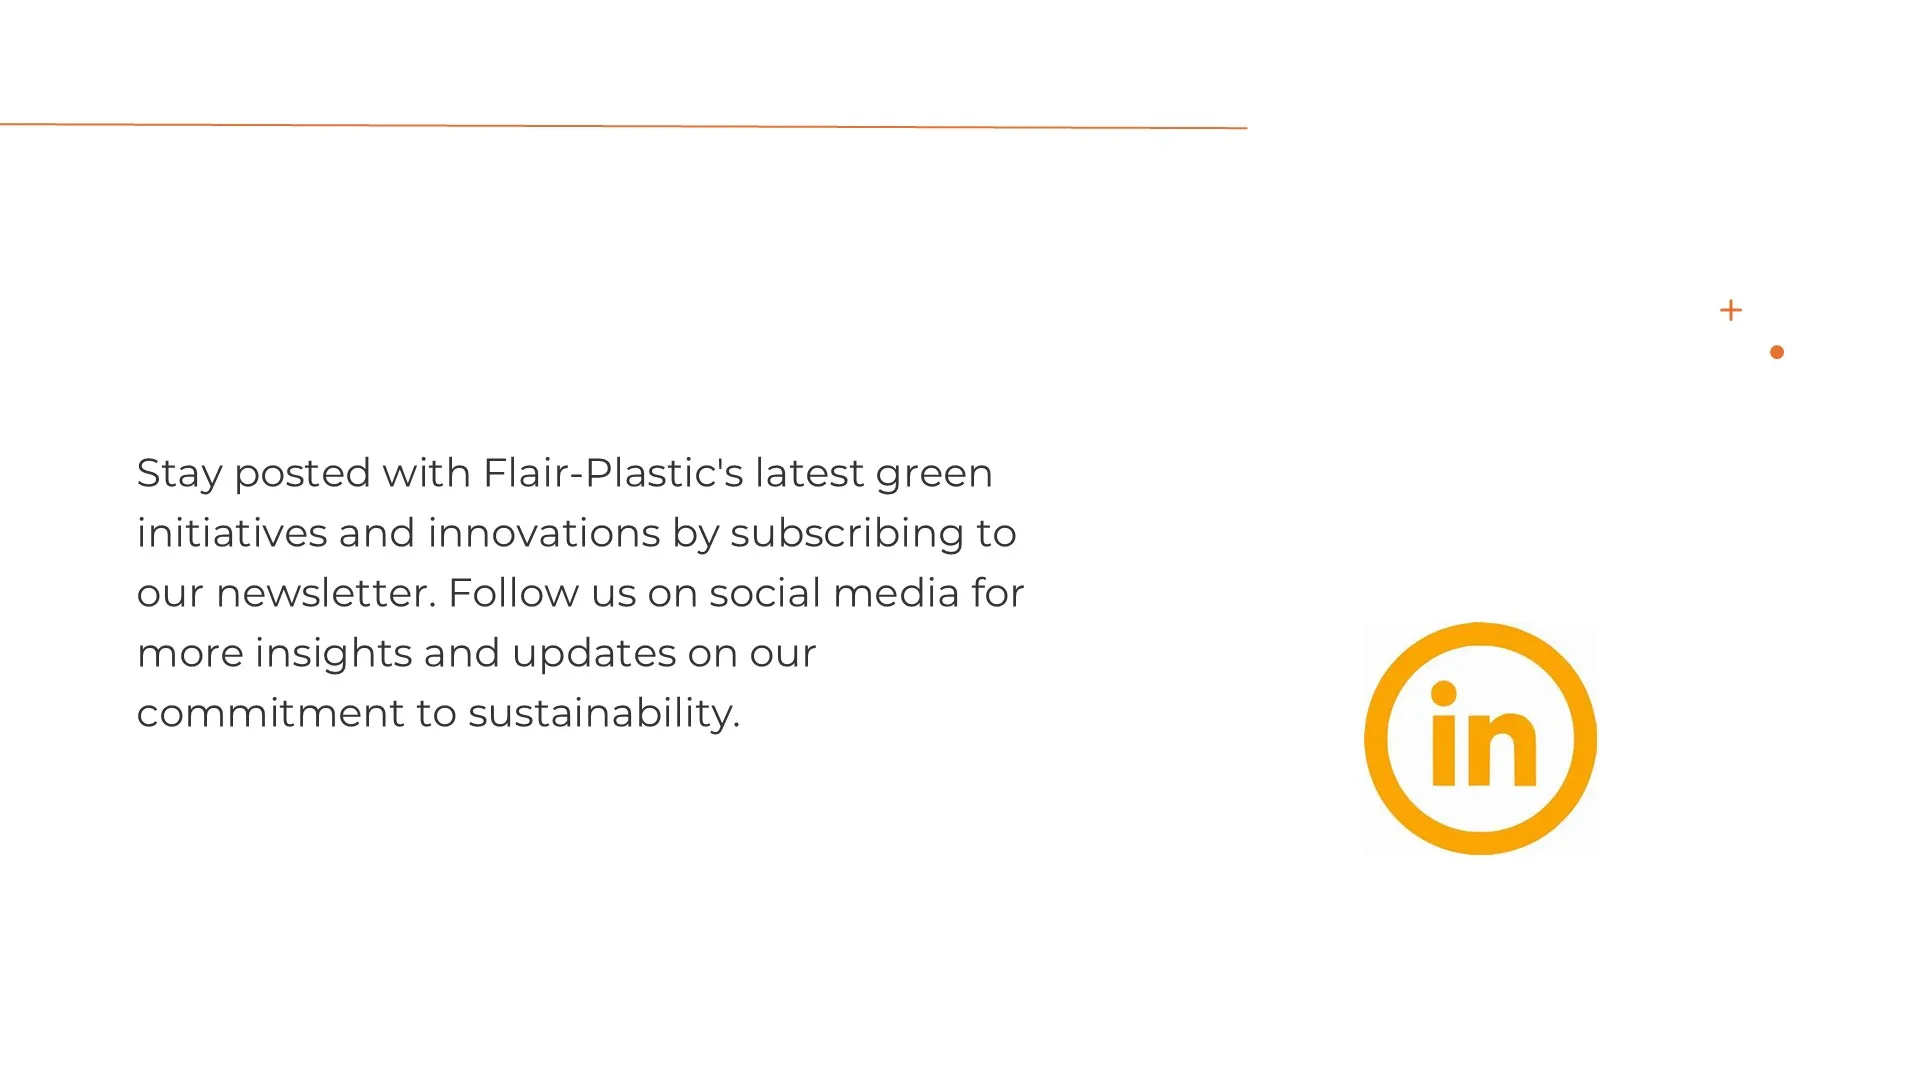 Stay posted with Flair-Plastic's latest green
initiatives and innovations by subscribing to
our newsletter. Follow us on social media for
more insights and updates on our
commitment to sustainability.
in